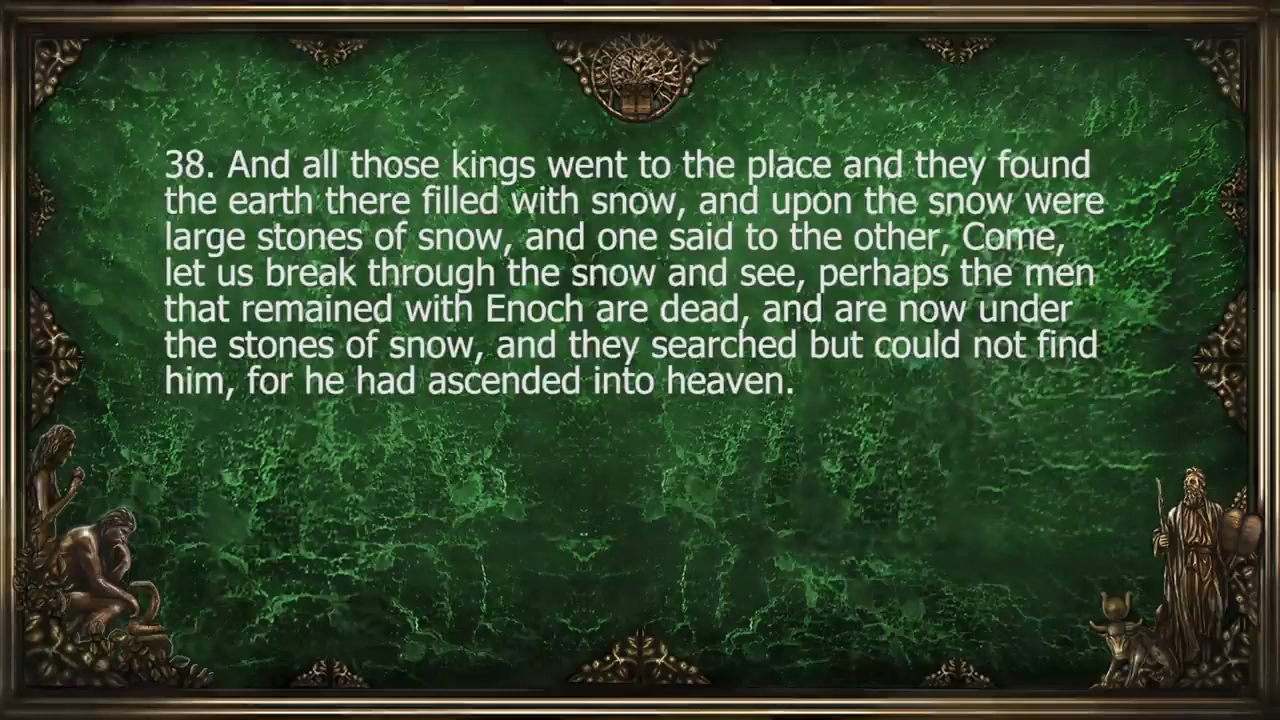 38. And all those kings went to the place and they found
the earth there filled with snow, and upon the snow were
large stones of snow, and one said to the other, Come,
let us break through the snow and see, perhaps the men
that remained with Enoch are dead, and are now under
the stones of snow, and they searched but could not find
him, for he had ascended into heaven.